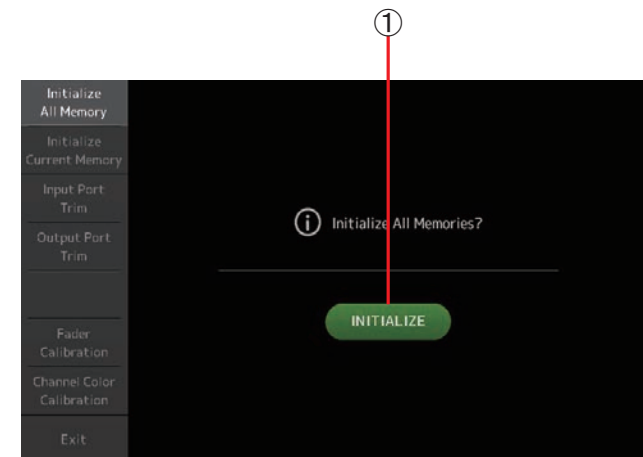 ①
Initialize
All Memory
Initialize
Current Memory
Input Port
Trim
Output Port
Trim
Fader
Calibration
Channel Color
Calibration
Exit
Initialize All Memories?
INITIALIZE